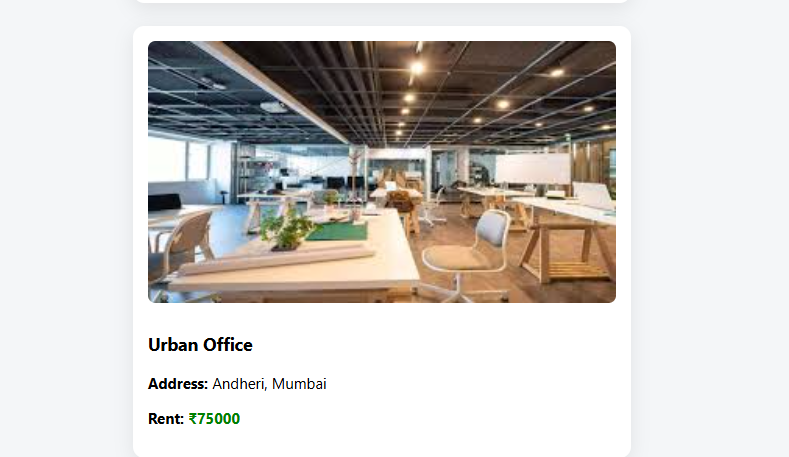 Urban Office
Address: Andheri, Mumbai
Rent: ₹75000